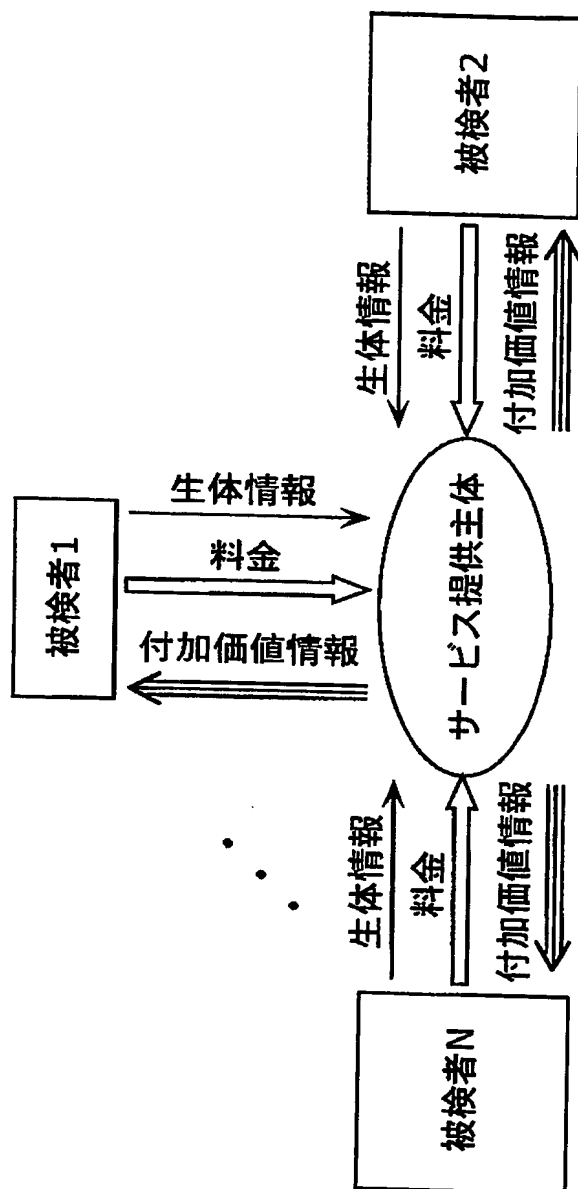 被検者1
生体情報
料金
付加価値情報
被検者2
生体情報
料金
付加価値情報
サービス提供主体
生体情報
料金
付加価値情報
被検者N